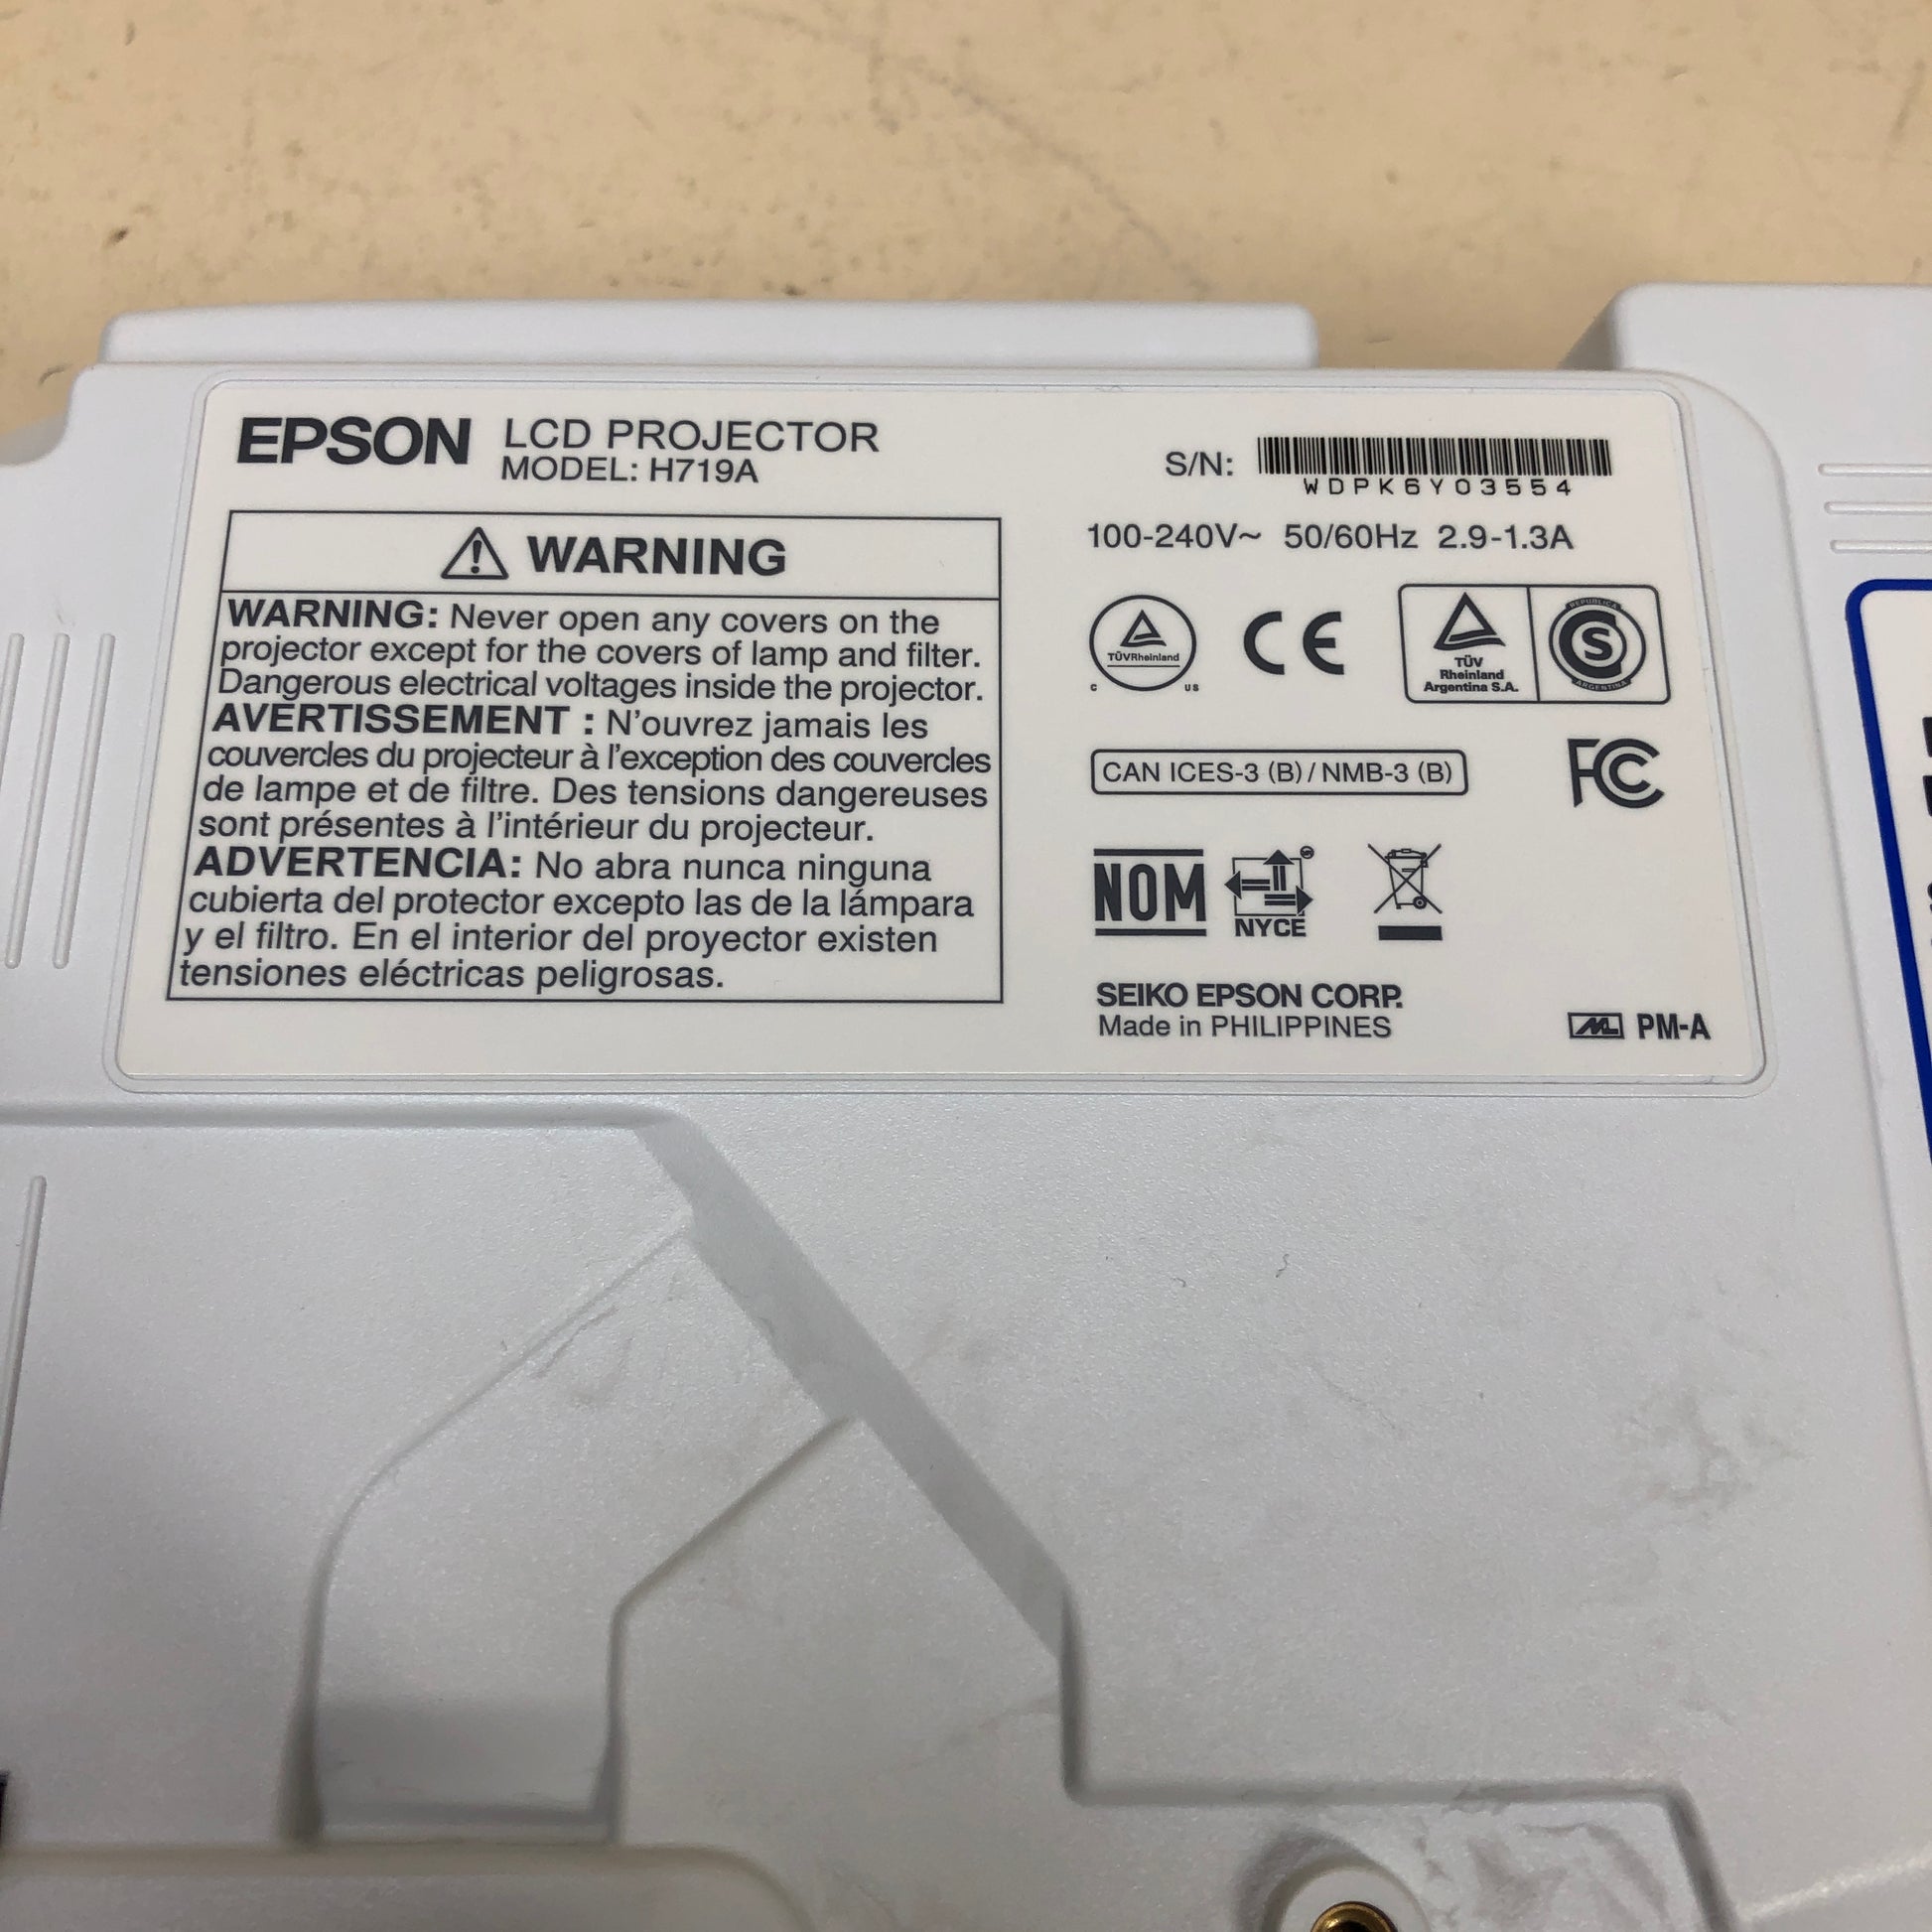 EPSON LCD PROJECTOR
MODEL: H719A
S/N:
WDPK6Y03554
100-240V~ 50/60Hz 2.9-1.3A
WARNING
WARNING: Never open any covers on the
projector except for the covers of lamp and filter.
Dangerous electrical voltages inside the projector.
AVERTISSEMENT : N'ouvrez jamais les
couvercles du projecteur à l'exception des couvercles
de lampe et de filtre. Des tensions dangereuses
sont présentes à l'intérieur du projecteur.
ADVERTENCIA: No abra nunca ninguna
cubierta del protector excepto las de la lámpara
y el filtro. En el interior del proyector existen
tensiones eléctricas peligrosas.
TÜVRheinland
C US
CE
TÜV
Rheinland
Argentina S.A.
REPUBLICA
S
ARGENTINA
CAN ICES-3 (B) / NMB-3 (B)
FC
NOM
NYCE
SEIKO EPSON CORP.
Made in PHILIPPINES
PM-A